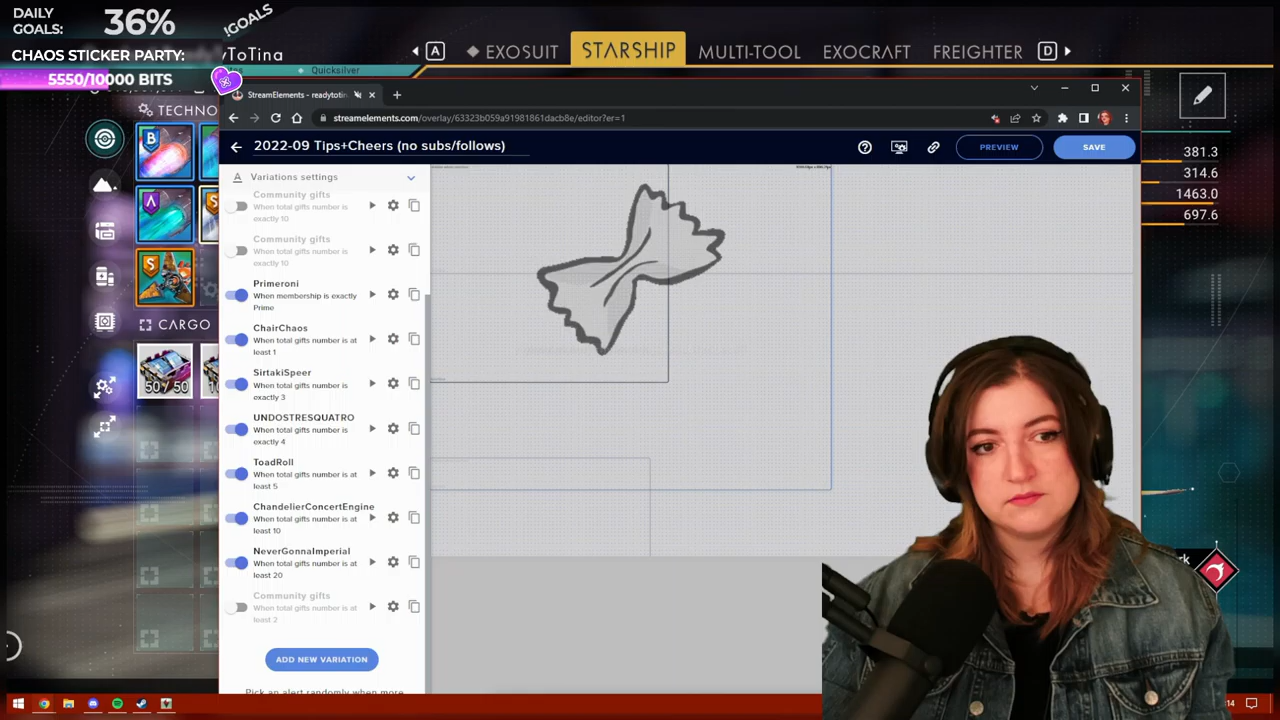 DAILY
GOALS: 36% !GOALS
CHAOS STICKER PARTY:
5550/10000 BITS
yToTina
A EXOSUIT STARSHIP MULTI-TOOL EXOCRAFT FREIGHTER D
Quicksilver
StreamElements - readytotin
streamelements.com/overlay/63323b059a91981861dacb8e/editor?er=1
2022-09 Tips+Cheers (no subs/follows)
PREVIEW
SAVE
Variations settings
Community gifts
When total gifts number is
exactly 10
Community gifts
When total gifts number is
exactly 10
Primeroni
When membership is exactly
Prime
ChairChaos
When total gifts number is at
least 1
SirtakiSpeer
When total gifts number is
exactly 3
UNDOSTRESQUATRO
When total gifts number is
exactly 4
ToadRoll
When total gifts number is at
least 5
ChandelierConcertEngine
When total gifts number is at
least 10
NeverGonnaImperial
When total gifts number is at
least 20
Community gifts
When total gifts number is at
least 2
ADD NEW VARIATION
Pick an alert randomly when more
TECHNO
B
A
S
S
CARGO
50 / 50
381.3
314.6
1463.0
697.6
14